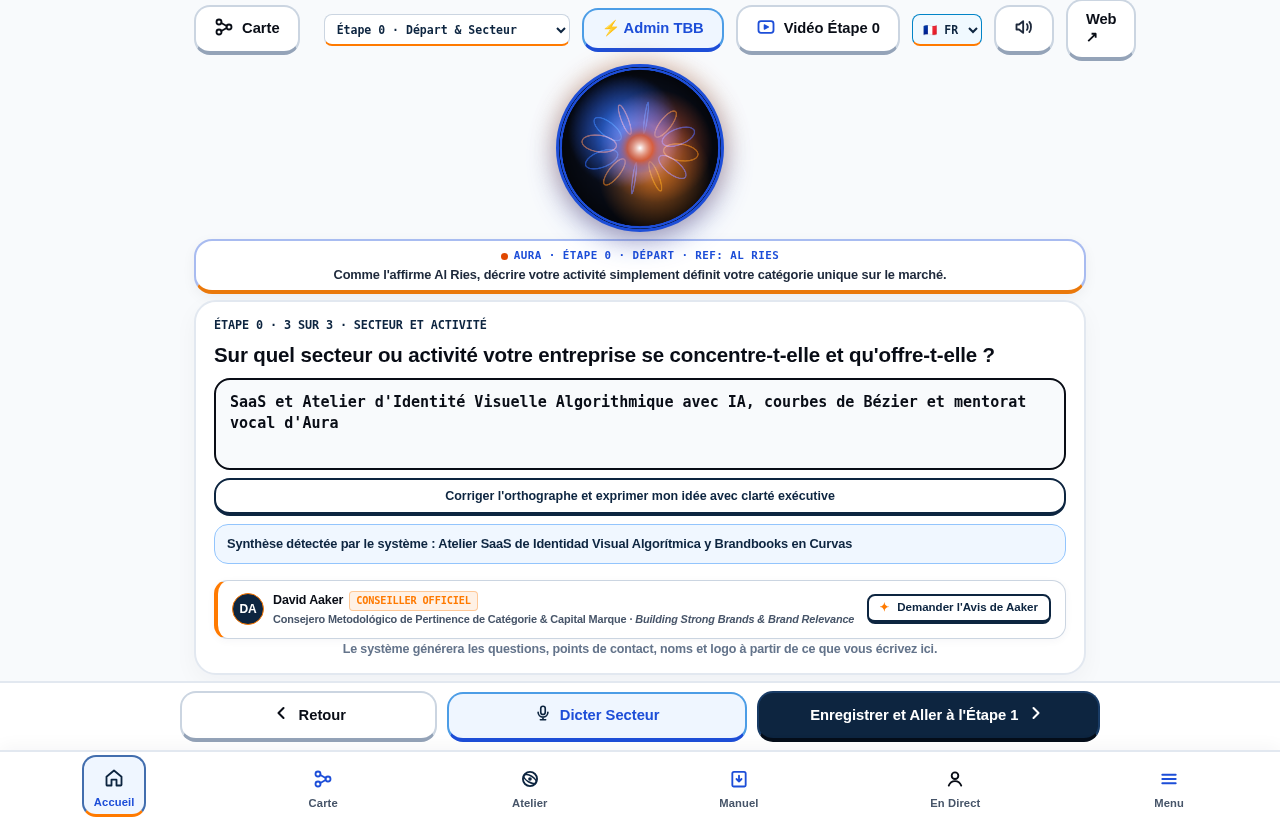 Carte
Étape 0 · Départ & Secteur
⚡ Admin TBB
Vidéo Étape 0
🇫🇷 FR
Web
↗
AURA · ÉTAPE 0 · DÉPART · REF: AL RIES
Comme l'affirme Al Ries, décrire votre activité simplement définit votre catégorie unique sur le marché.
ÉTAPE 0 · 3 SUR 3 · SECTEUR ET ACTIVITÉ
Sur quel secteur ou activité votre entreprise se concentre-t-elle et qu'offre-t-elle ?
SaaS et Atelier d'Identité Visuelle Algorithmique avec IA, courbes de Bézier et mentorat
vocal d'Aura
Corriger l'orthographe et exprimer mon idée avec clarté exécutive
Synthèse détectée par le système : Atelier SaaS de Identidad Visual Algorítmica y Brandbooks en Curvas
DA
David Aaker CONSEILLER OFFICIEL
Consejero Metodológico de Pertinence de Catégorie & Capital Marque · Building Strong Brands & Brand Relevance
✦ Demander l'Avis de Aaker
Le système générera les questions, points de contact, noms et logo à partir de ce que vous écrivez ici.
Retour
Dicter Secteur
Enregistrer et Aller à l'Étape 1
Accueil
Carte
Atelier
Manuel
En Direct
Menu